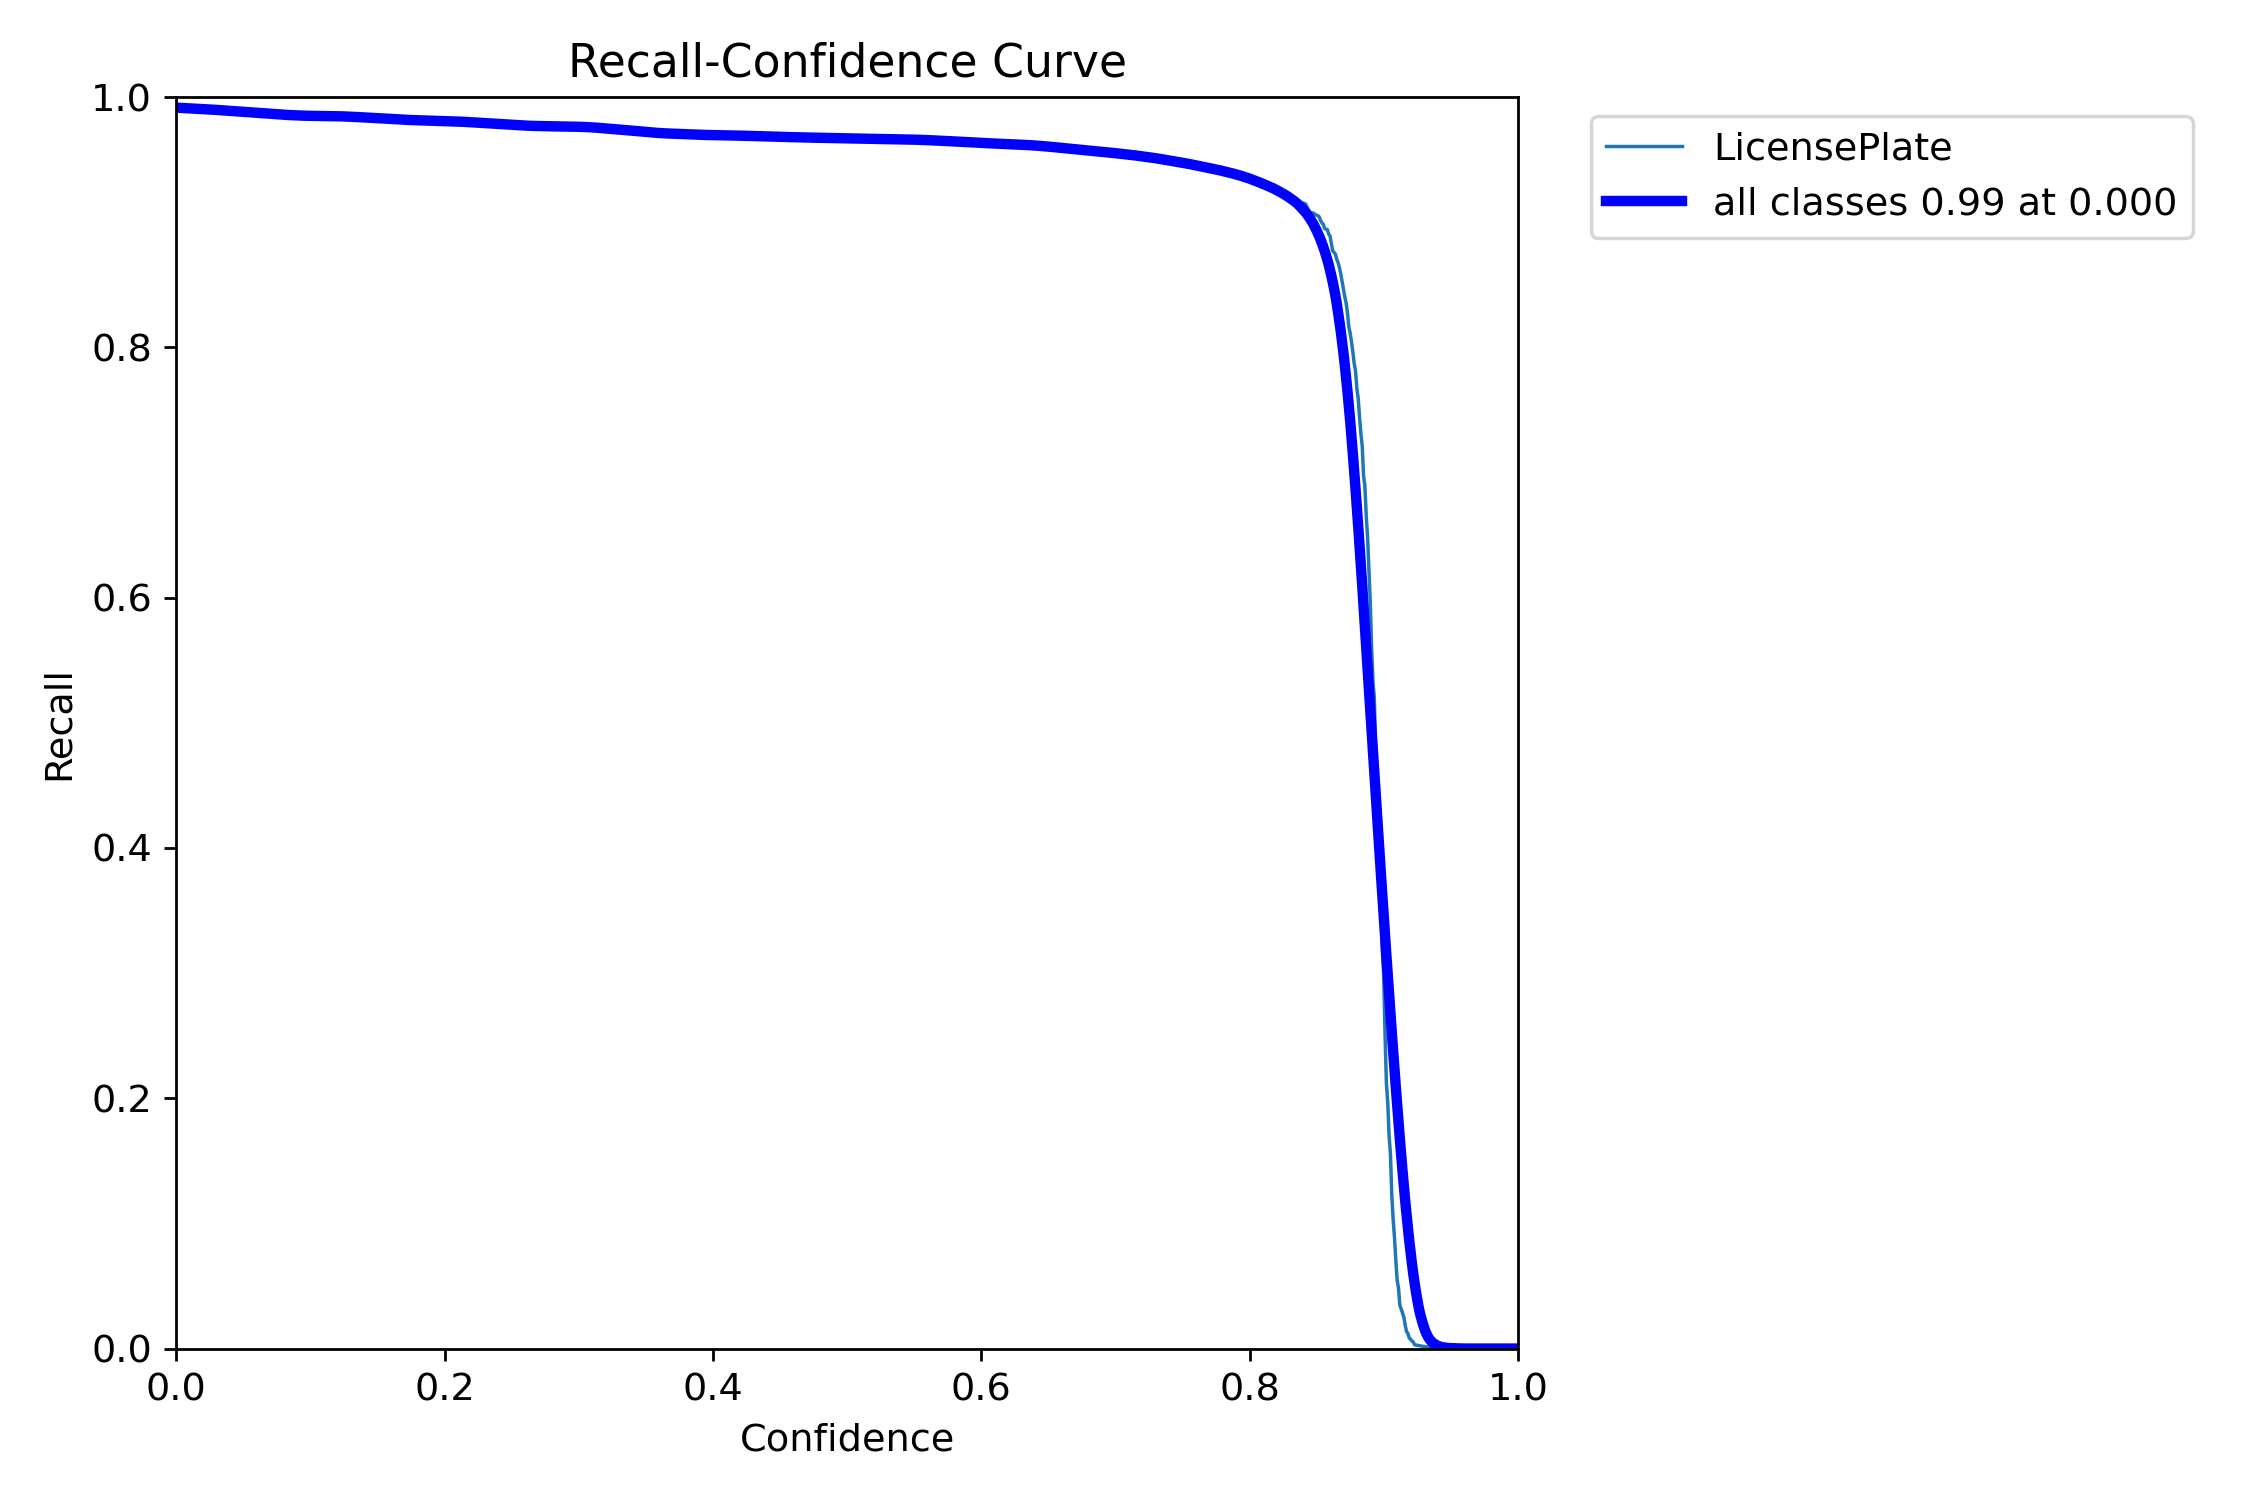 Recall-Confidence Curve
1.0
0.8
0.6
0.4
0.2
0.0
Recall
0.0 0.2 0.4 0.6 0.8 1.0
Confidence
LicensePlate
all classes 0.99 at 0.000